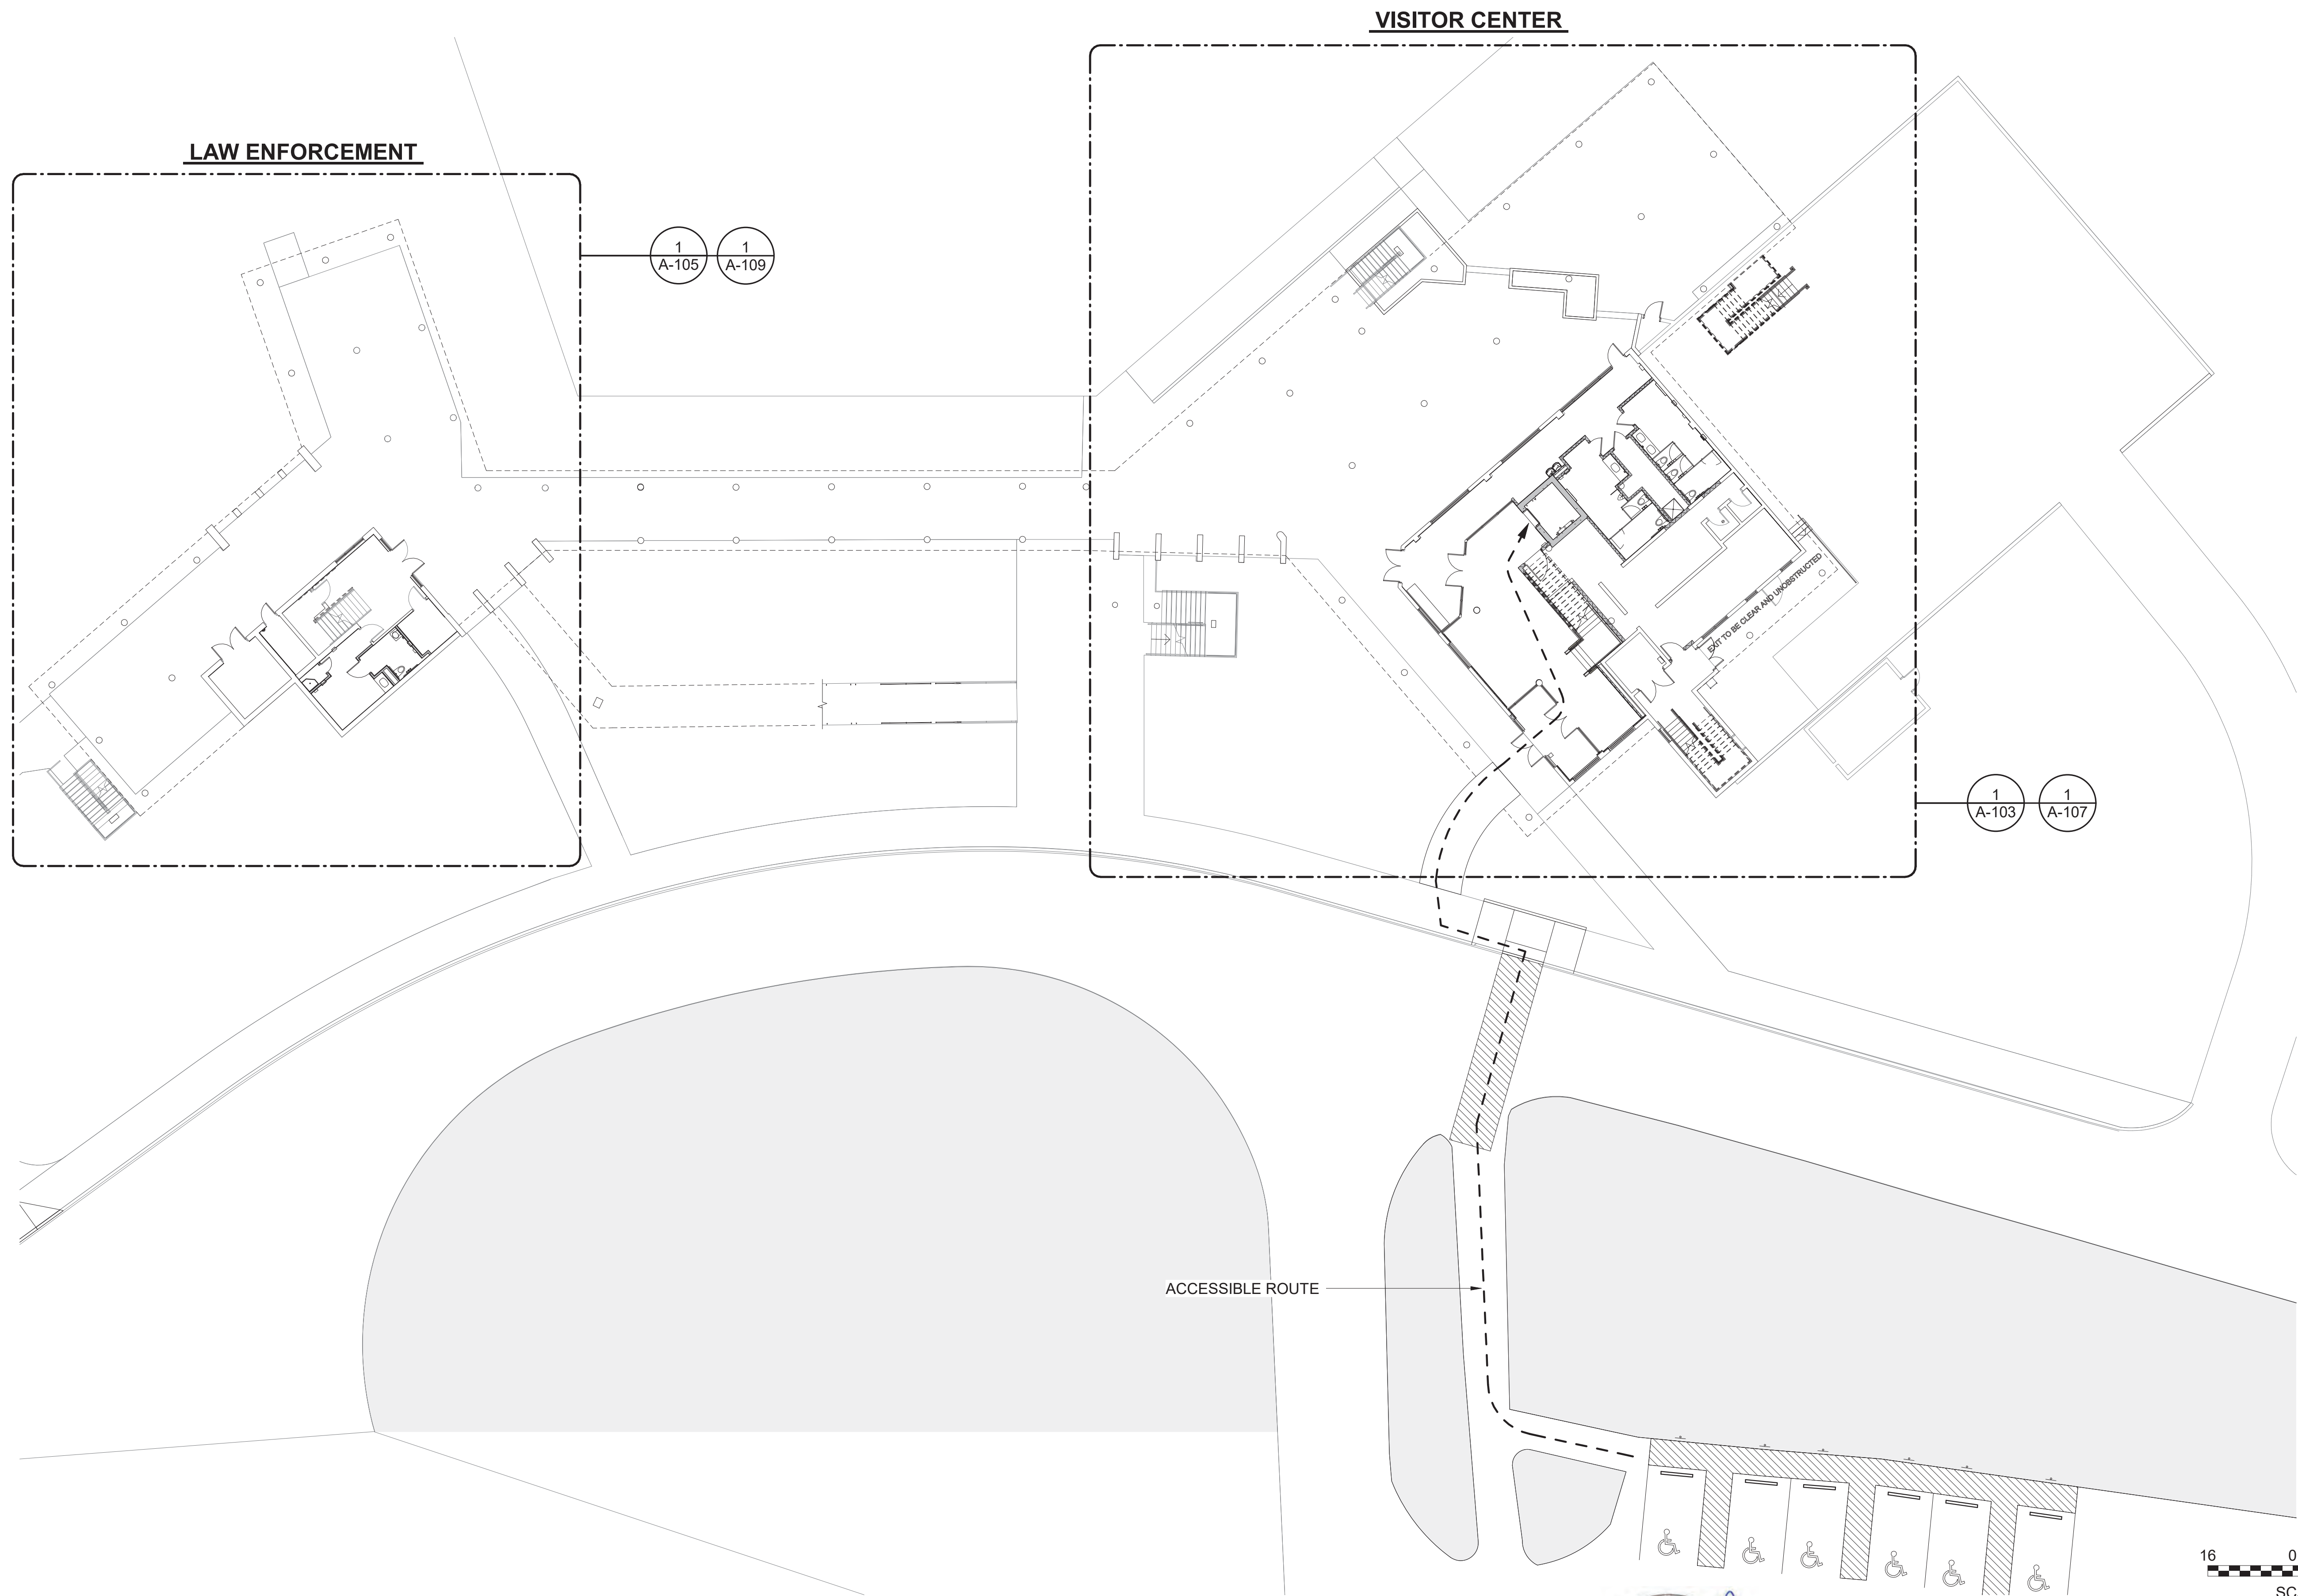 VISITOR CENTER
LAW ENFORCEMENT
1
A-105
1
A-109
EXIT TO BE CLEAR AND UNOBSTRUCTED
1
A-103
1
A-107
ACCESSIBLE ROUTE
16 0
SC